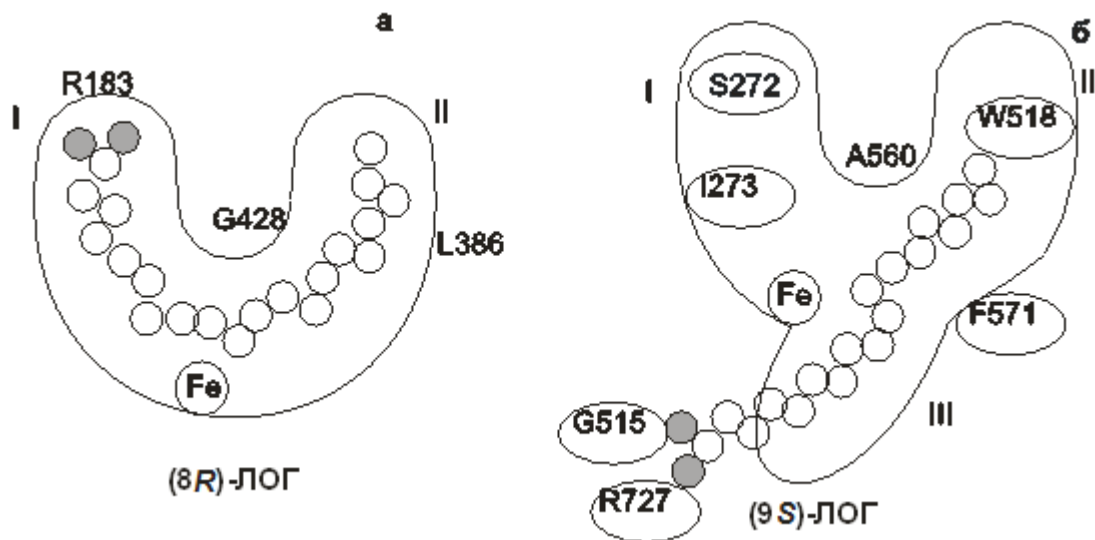 а
R183
I
II
G428
L386
Fe
(8R)-ЛОГ
б
I
II
S272
W518
A560
I273
Fe
F571
G515
III
R727
(9S)-ЛОГ